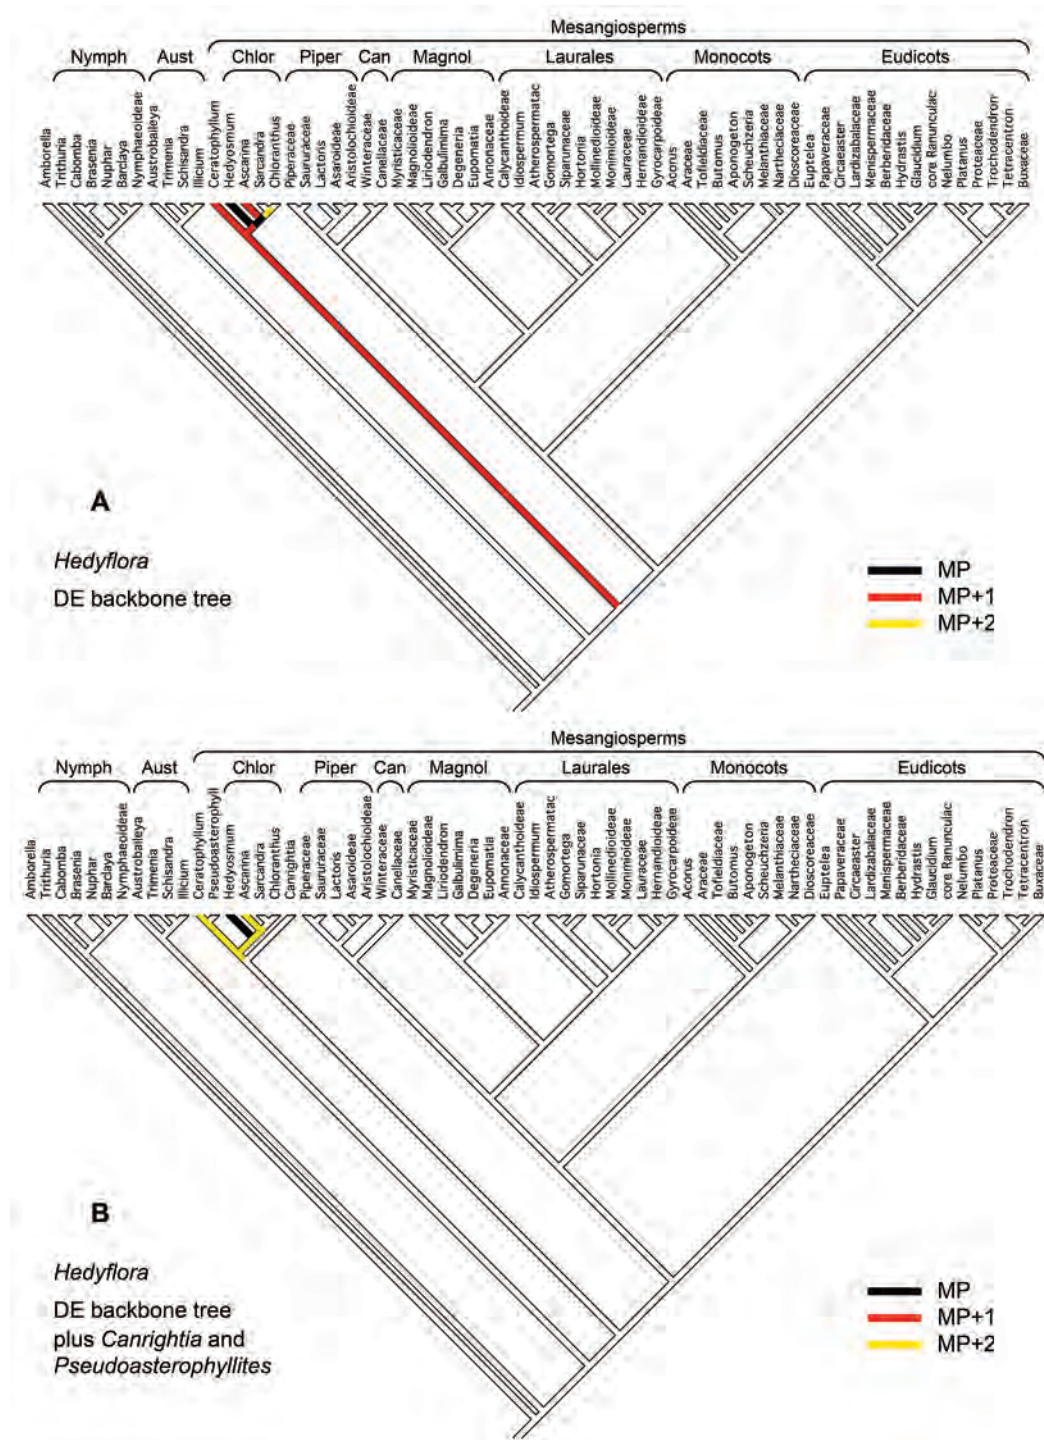 Mesangiosperms
Nymph Aust Chlor Piper Can Magnol Laurales Monocots Eudicots
Amborella
Trithuria
Cabomba
Brasenia
Nuphar
Barclaya
Nymphaeoideae
Austrobaileya
Trimenia
Schisandra
Illicium
Ceratophyllum
Hedyosmum
Ascarina
Sarcandra
Chloranthus
Piperaceae
Saururaceae
Lactoris
Asaroideae
Aristolochioideae
Winteraceae
Canellaceae
Myristicaceae
Magnolioideae
Liriodendron
Galbulimima
Degeneria
Eupomatia
Annonaceae
Calycanthoideae
Idiospermum
Atherospermatac
Gomortega
Siparunaceae
Hortonia
Mollinedioideae
Monimioideae
Lauraceae
Hernandioideae
Gyrocarpoideae
Acorus
Araceae
Tofieldiaceae
Butomus
Aponogeton
Scheuchzeria
Melanthiaceae
Nartheciaceae
Dioscoreaceae
Euptelea
Papaveraceae
Circaeaster
Lardizabalaceae
Menispermaceae
Berberidaceae
Hydrastis
Glaucidium
core Ranunculac
Nelumbo
Platanus
Proteaceae
Trochodendron
Tetracentron
Buxaceae
A
Hedyflora
DE backbone tree
MP
MP+1
MP+2
Mesangiosperms
Nymph Aust Chlor Piper Can Magnol Laurales Monocots Eudicots
Amborella
Trithuria
Cabomba
Brasenia
Nuphar
Barclaya
Nymphaeoideae
Austrobaileya
Trimenia
Schisandra
Illicium
Ceratophyllum
Pseudoasterophyll
Hedyosmum
Ascarina
Sarcandra
Chloranthus
Canrightia
Piperaceae
Saururaceae
Lactoris
Asaroideae
Aristolochioideae
Winteraceae
Canellaceae
Myristicaceae
Magnolioideae
Liriodendron
Galbulimima
Degeneria
Eupomatia
Annonaceae
Calycanthoideae
Idiospermum
Atherospermatac
Gomortega
Siparunaceae
Hortonia
Mollinedioideae
Monimioideae
Lauraceae
Hernandioideae
Gyrocarpoideae
Acorus
Araceae
Tofieldiaceae
Butomus
Aponogeton
Scheuchzeria
Melanthiaceae
Nartheciaceae
Dioscoreaceae
Euptelea
Papaveraceae
Circaeaster
Lardizabalaceae
Menispermaceae
Berberidaceae
Hydrastis
Glaucidium
core Ranunculac
Nelumbo
Platanus
Proteaceae
Trochodendron
Tetracentron
Buxaceae
B
Hedyflora
DE backbone tree
plus Canrightia and
Pseudoasterophyllites
MP
MP+1
MP+2